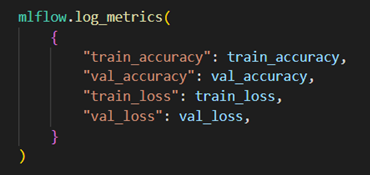 mlflow.log_metrics(
    {
        "train_accuracy": train_accuracy,
        "val_accuracy": val_accuracy,
        "train_loss": train_loss,
        "val_loss": val_loss,
    }
)